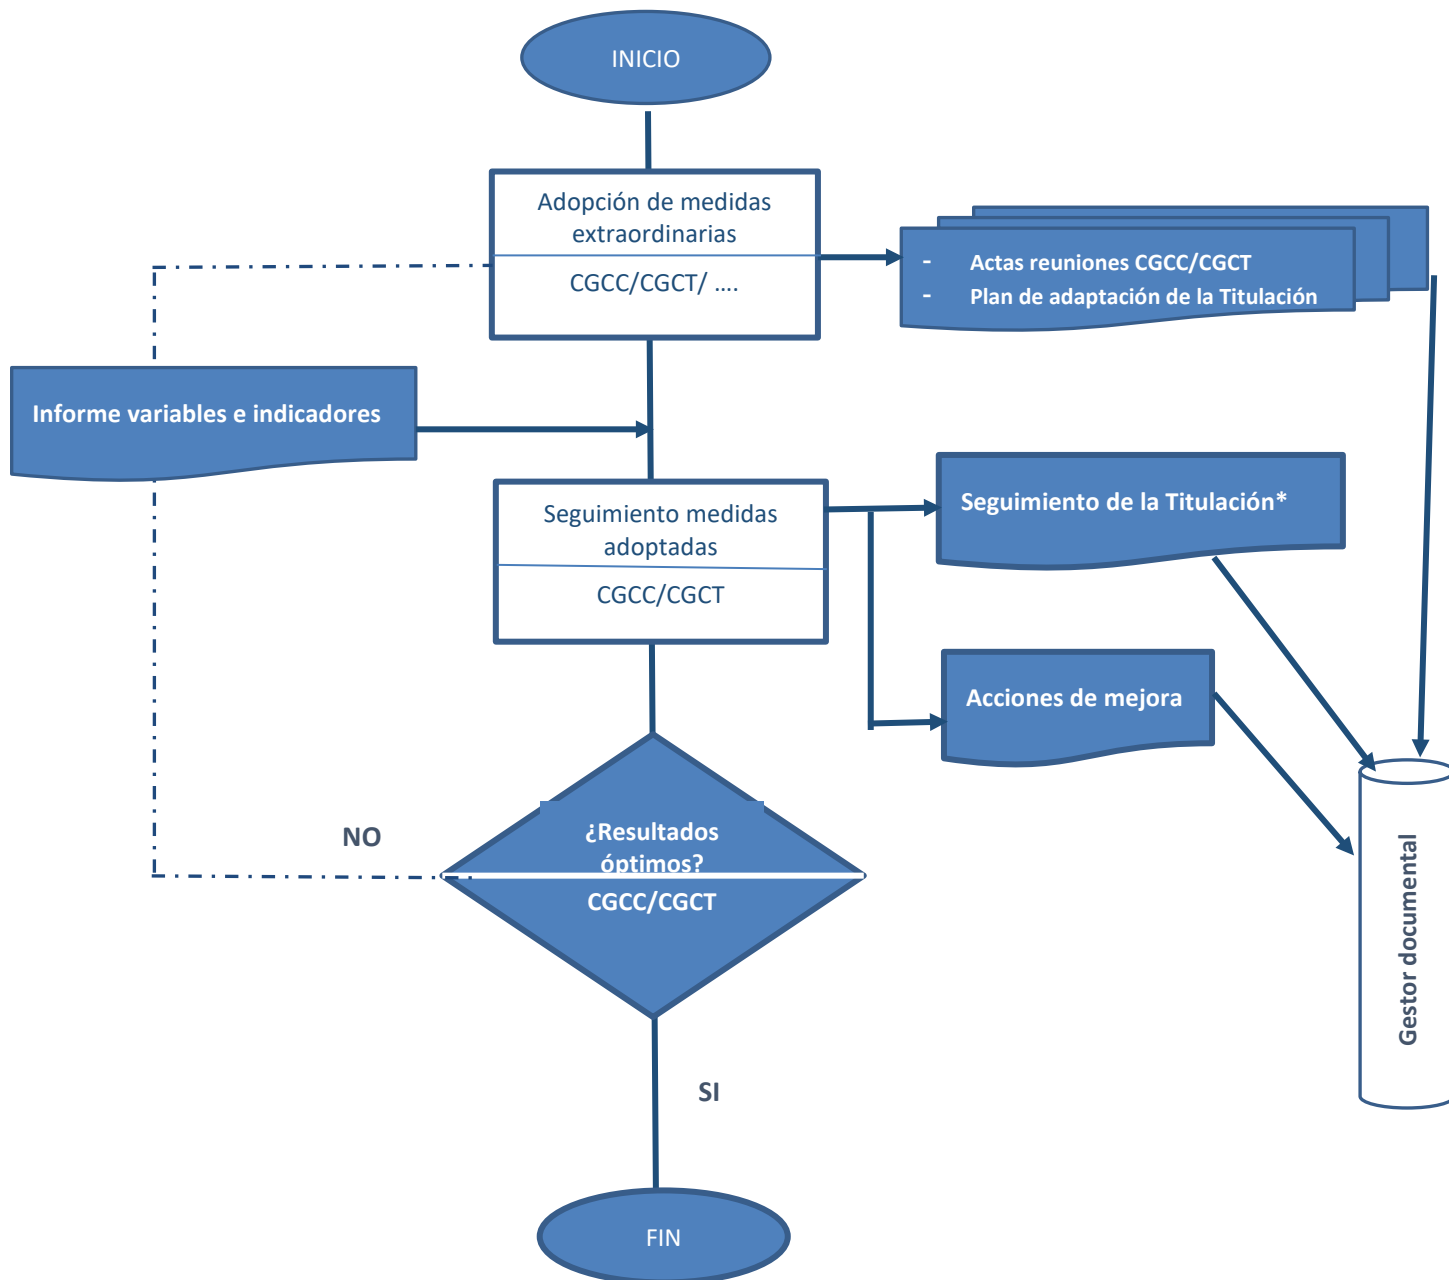 INICIO
Adopción de medidas
extraordinarias
CGCC/CGCT/ ....
- Actas reuniones CGCC/CGCT
- Plan de adaptación de la Titulación
Informe variables e indicadores
Seguimiento medidas
adoptadas
CGCC/CGCT
Seguimiento de la Titulación*
Acciones de mejora
NO
¿Resultados
óptimos?
CGCC/CGCT
Gestor documental
SI
FIN